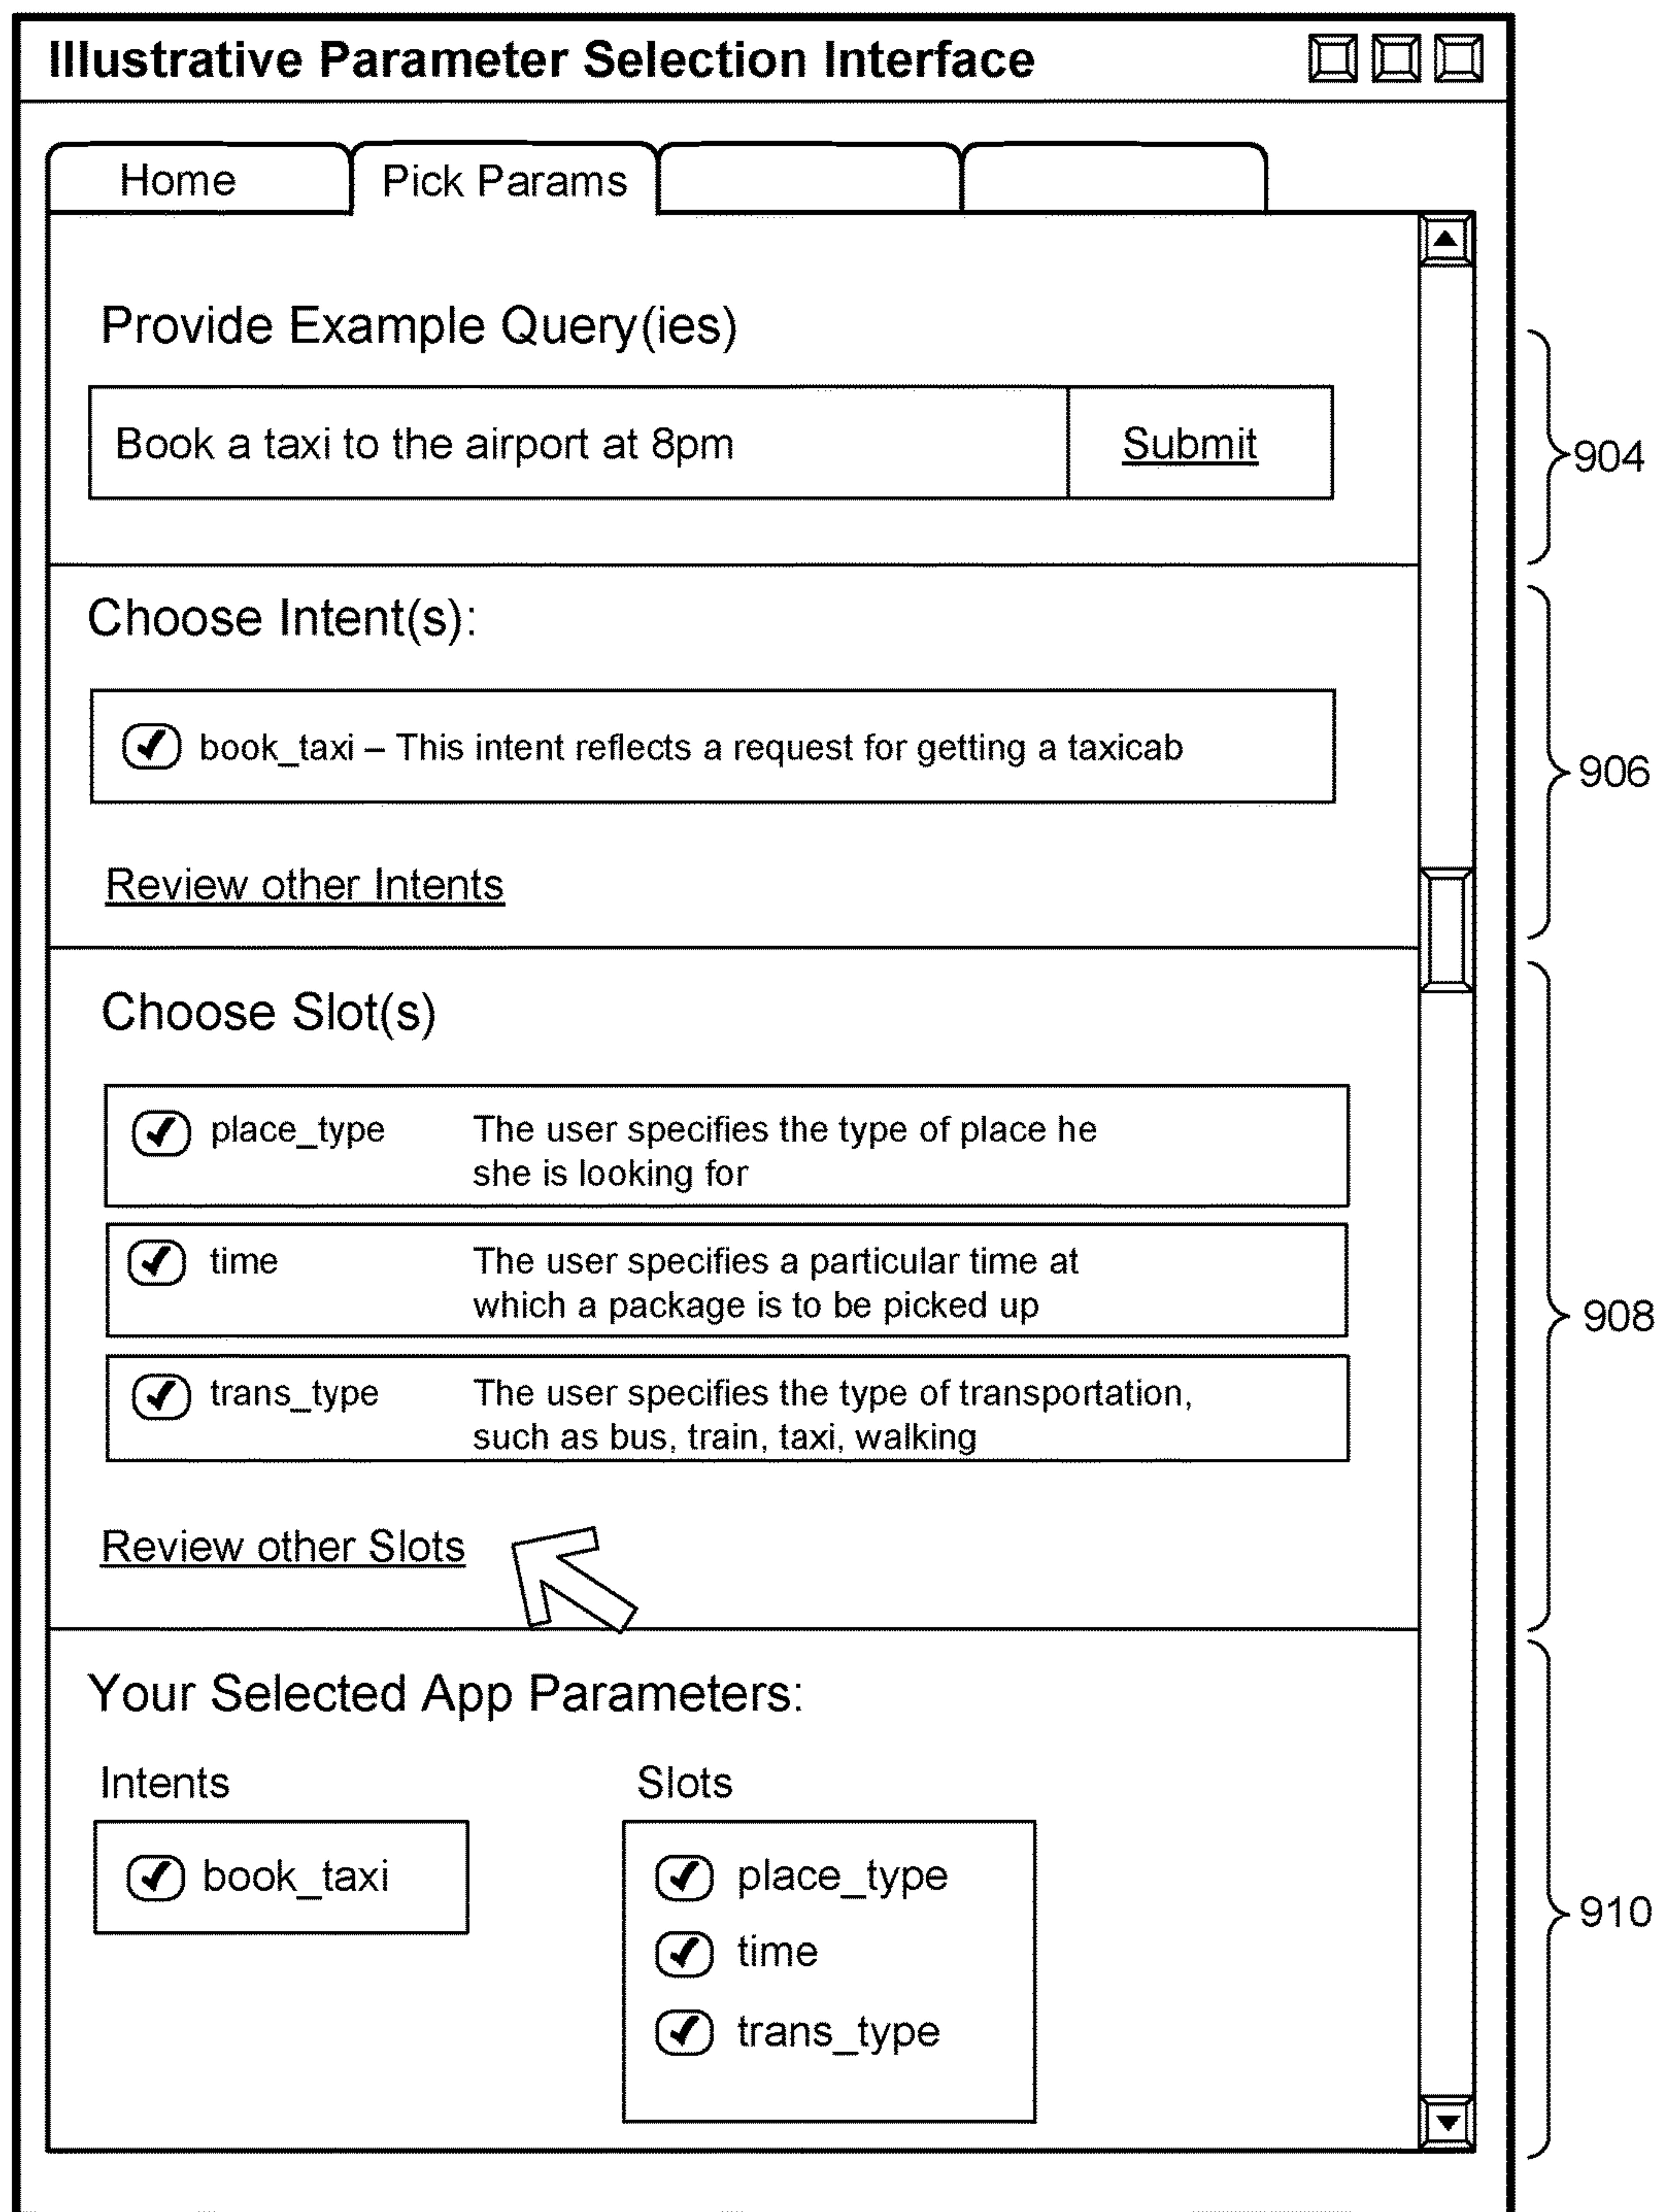 Illustrative Parameter Selection Interface
Home
Pick Params
Provide Example Query(ies)
Book a taxi to the airport at 8pm
Submit
904
Choose Intent(s):
book_taxi – This intent reflects a request for getting a taxicab
906
Review other Intents
Choose Slot(s)
place_type
The user specifies the type of place he
she is looking for
time
The user specifies a particular time at
which a package is to be picked up
908
trans_type
The user specifies the type of transportation,
such as bus, train, taxi, walking
Review other Slots
Your Selected App Parameters:
Intents
book_taxi
Slots
place_type
time
trans_type
910